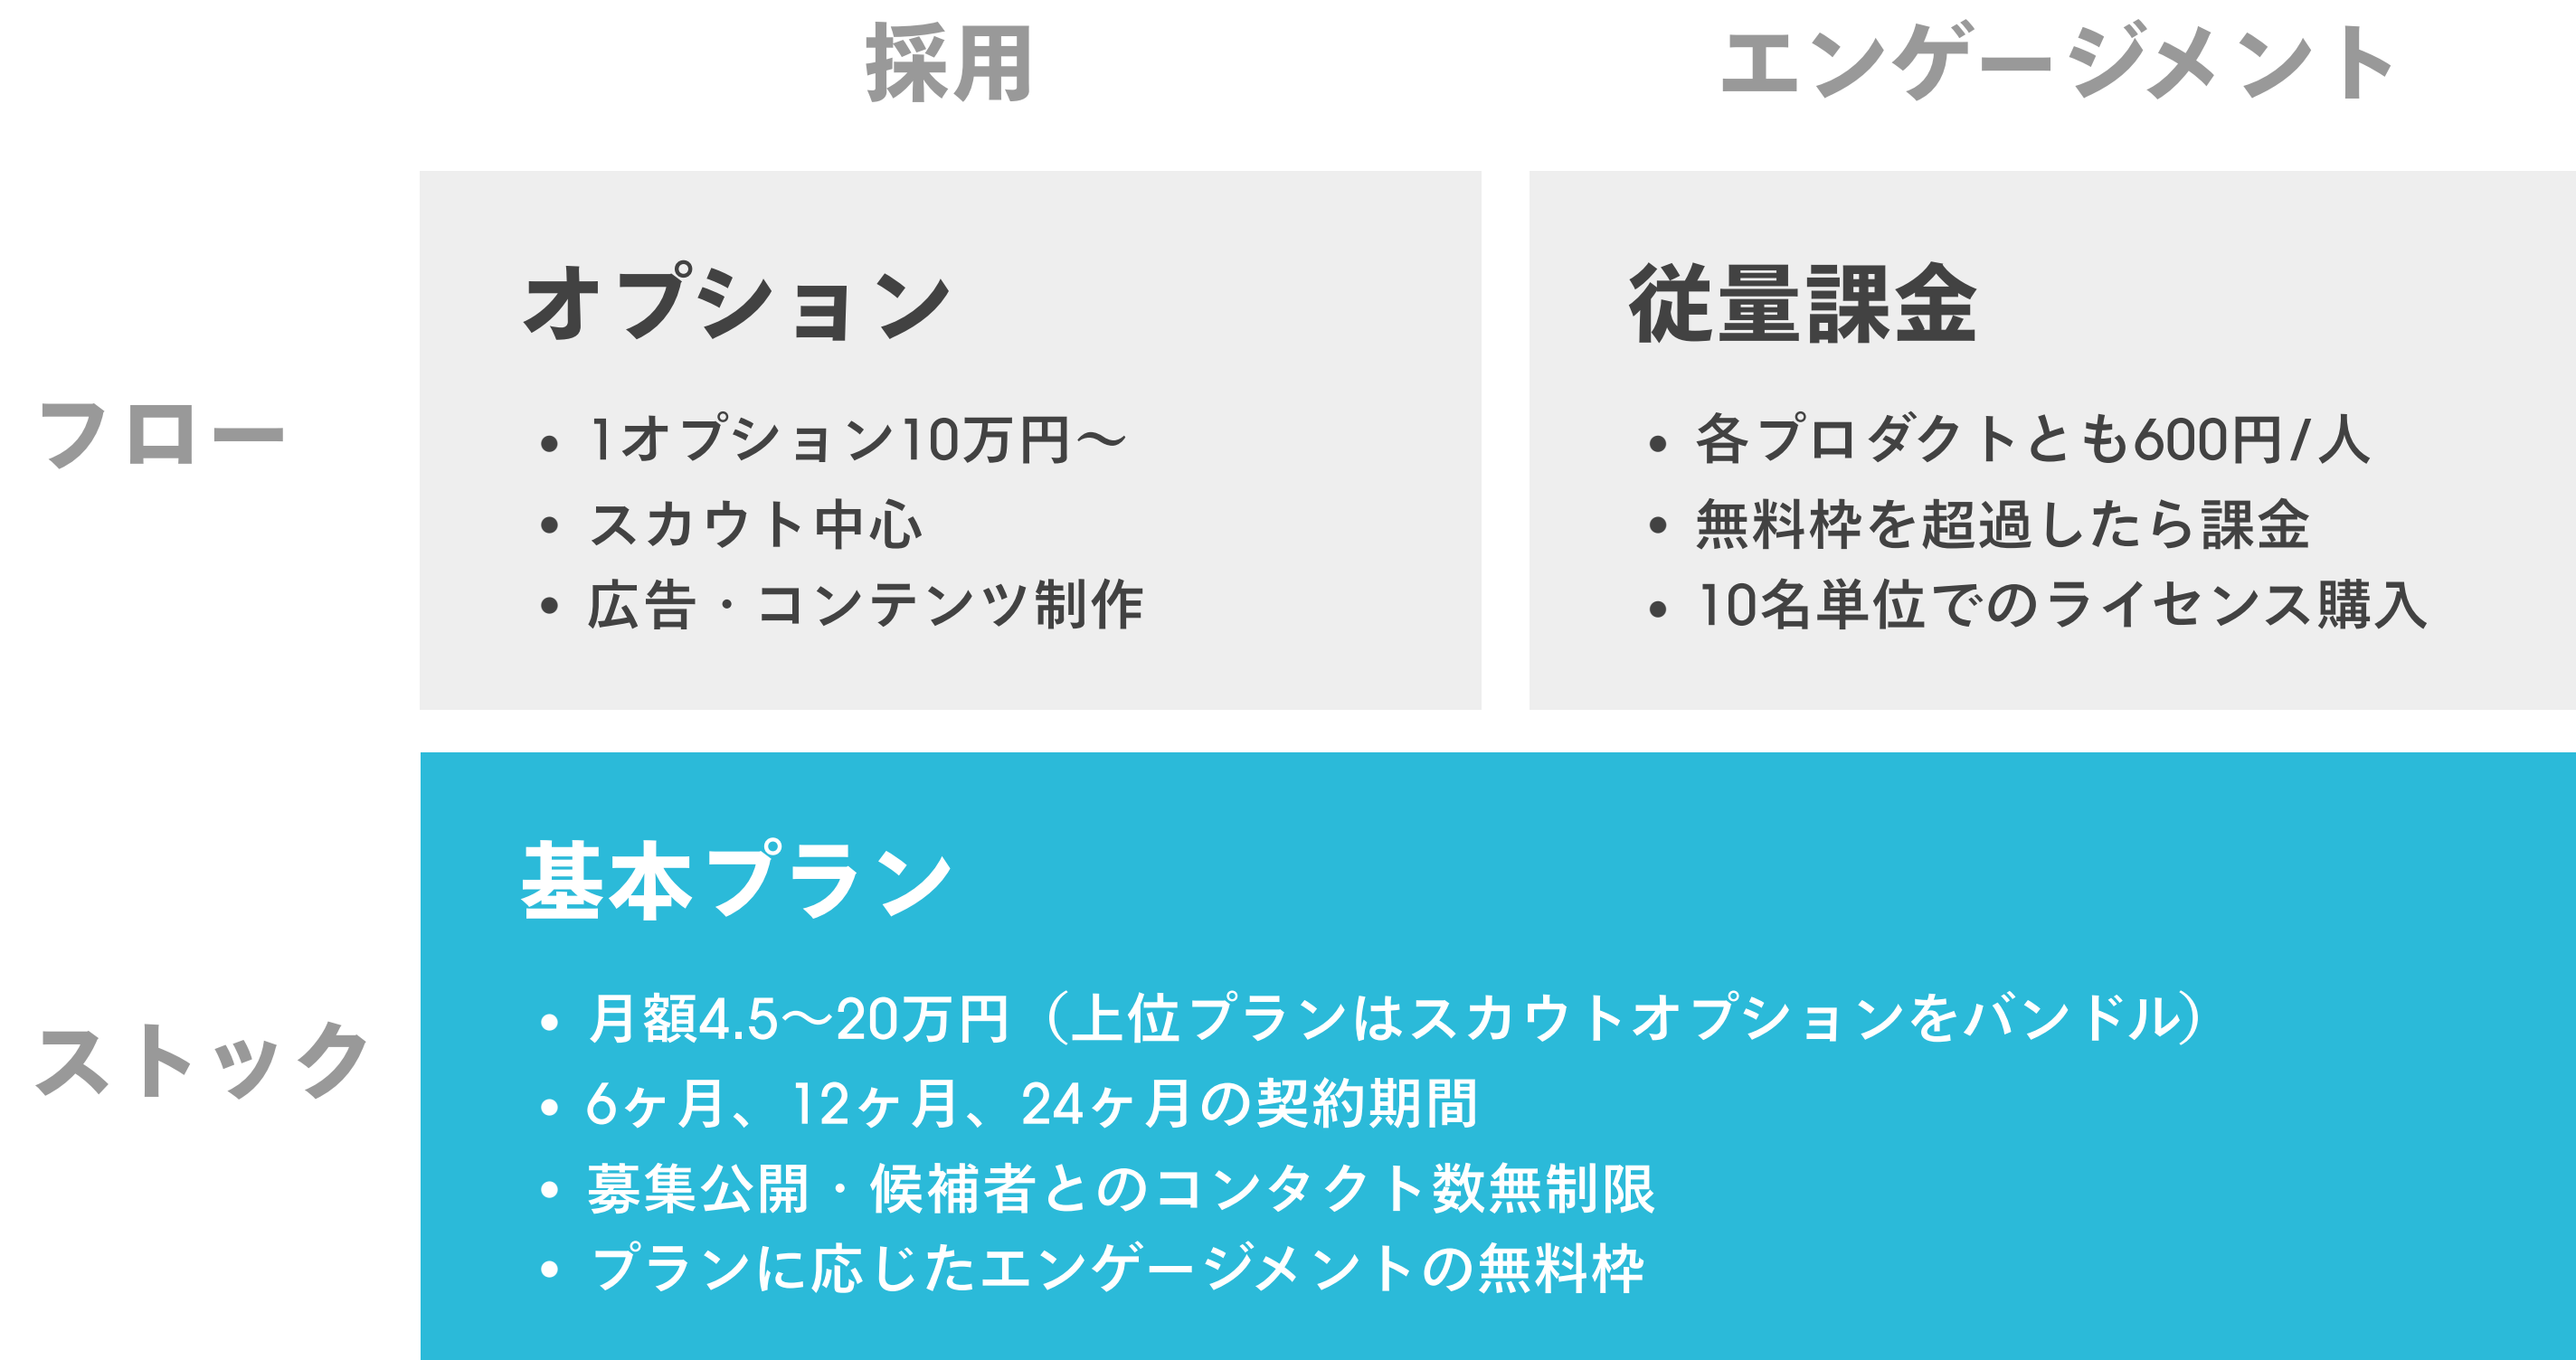 採用
エンゲージメント
フロー
オプション
• 1オプション10万円〜
• スカウト中心
• 広告・コンテンツ制作
従量課金
• 各プロダクトとも600円/人
• 無料枠を超過したら課金
• 10名単位でのライセンス購入
ストック
基本プラン
• 月額4.5〜20万円（上位プランはスカウトオプションをバンドル）
• 6ヶ月、12ヶ月、24ヶ月の契約期間
• 募集公開・候補者とのコンタクト数無制限
• プランに応じたエンゲージメントの無料枠